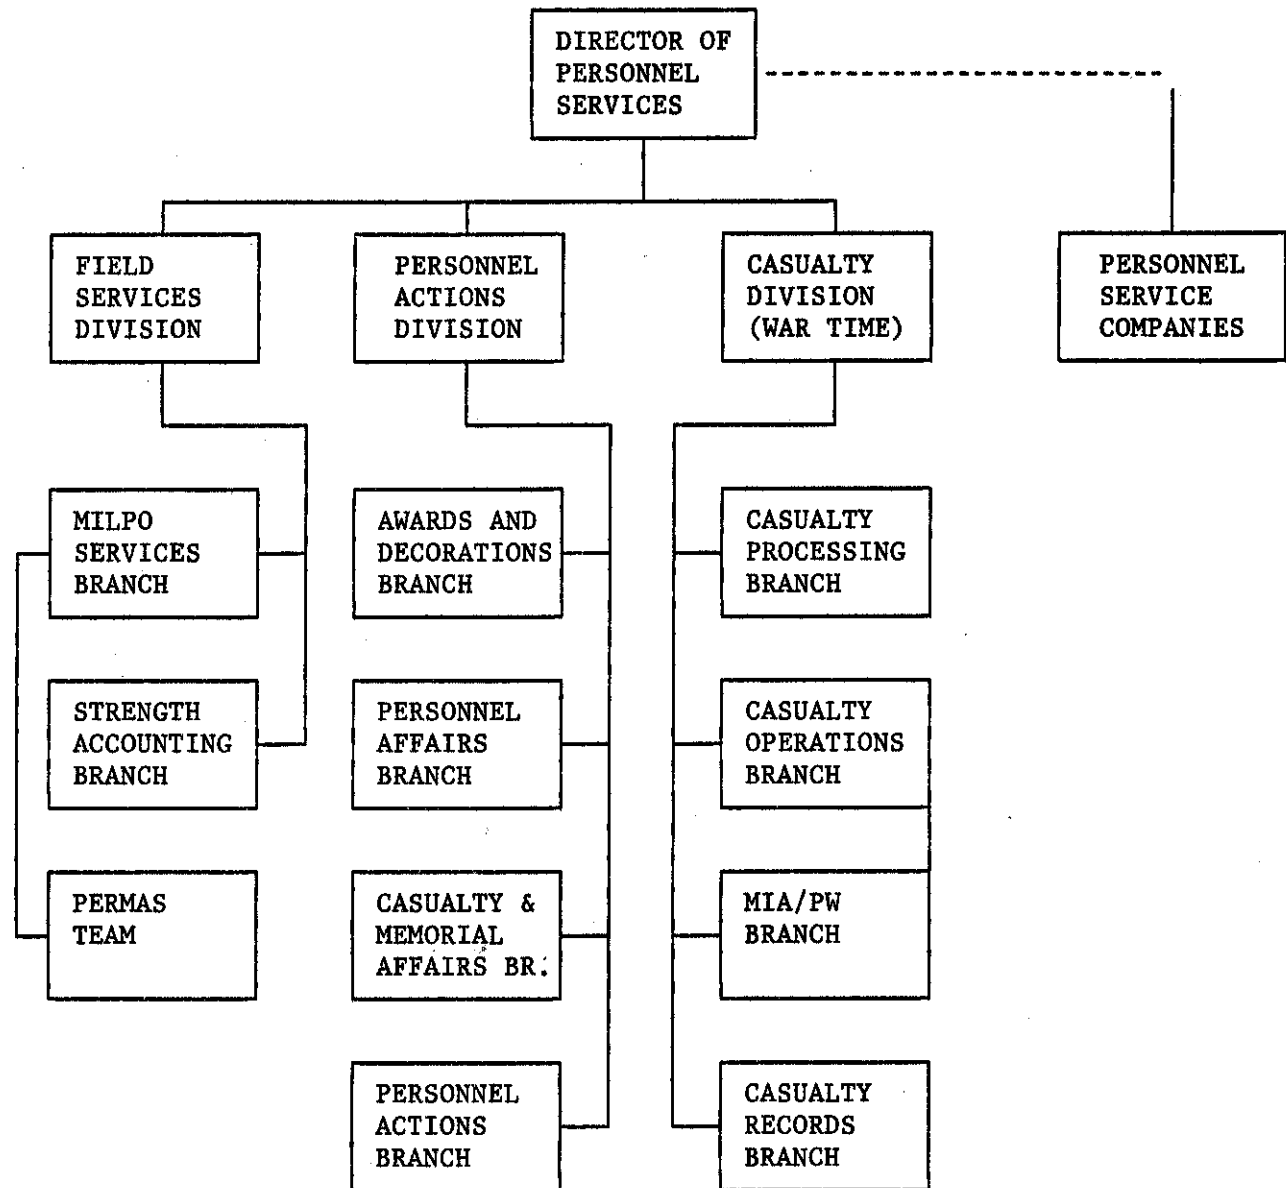 DIRECTOR OF
PERSONNEL
SERVICES
FIELD
SERVICES
DIVISION
PERSONNEL
ACTIONS
DIVISION
CASUALTY
DIVISION
(WAR TIME)
PERSONNEL
SERVICE
COMPANIES
MILPO
SERVICES
BRANCH
AWARDS AND
DECORATIONS
BRANCH
CASUALTY
PROCESSING
BRANCH
STRENGTH
ACCOUNTING
BRANCH
PERSONNEL
AFFAIRS
BRANCH
CASUALTY
OPERATIONS
BRANCH
PERMAS
TEAM
CASUALTY &
MEMORIAL
AFFAIRS BR.
MIA/PW
BRANCH
PERSONNEL
ACTIONS
BRANCH
CASUALTY
RECORDS
BRANCH